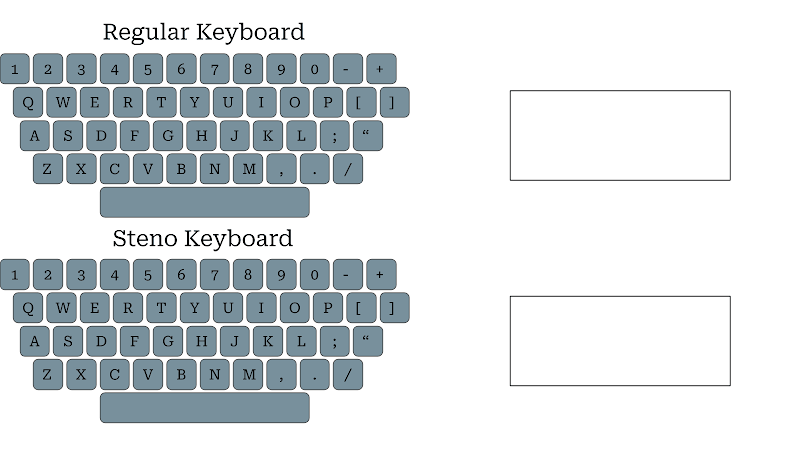 Regular Keyboard
1 2 3 4 5 6 7 8 9 0 - +
Q W E R T Y U I O P [ ]
A S D F G H J K L ; “
Z X C V B N M , . /
Steno Keyboard
1 2 3 4 5 6 7 8 9 0 - +
Q W E R T Y U I O P [ ]
A S D F G H J K L ; “
Z X C V B N M , . /